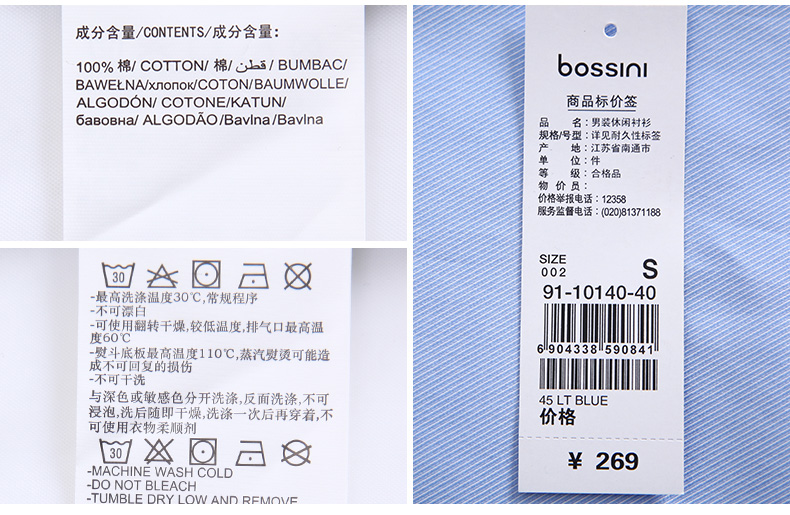 成分含量/CONTENTS/成分含量:
100% 棉/ COTTON/ 棉/ قطن / BUMBAC/
BAWEŁNA/хлопок/COTON/BAUMWOLLE/
ALGODÓN/ COTONE/KATUN/
бавовна/ ALGODÃO/Bavlna/Bavlna
30
-最高洗涤温度30℃,常规程序
-不可漂白
-可使用翻转干燥,较低温度,排气口最高温
度60℃
-熨斗底板最高温度110℃,蒸汽熨烫可能造
成不可回复的损伤
-不可干洗
与深色或敏感色分开洗涤,反面洗涤,不可
浸泡,洗后随即干燥,洗涤一次后再穿着,不
可使用衣物柔顺剂
30
-MACHINE WASH COLD
-DO NOT BLEACH
-TUMBLE DRY LOW AND REMOVE
bossini
商品标价签
品 名：男装休闲衬衫
规格/号型：详见耐久性标签
产 地：江苏省南通市
单 位：件
等 级：合格品
物 价 员：
价格举报电话：12358
服务监督电话：(020)81371188
SIZE
002 S
91-10140-40
6 904338 590841
45 LT BLUE
价格
¥ 269